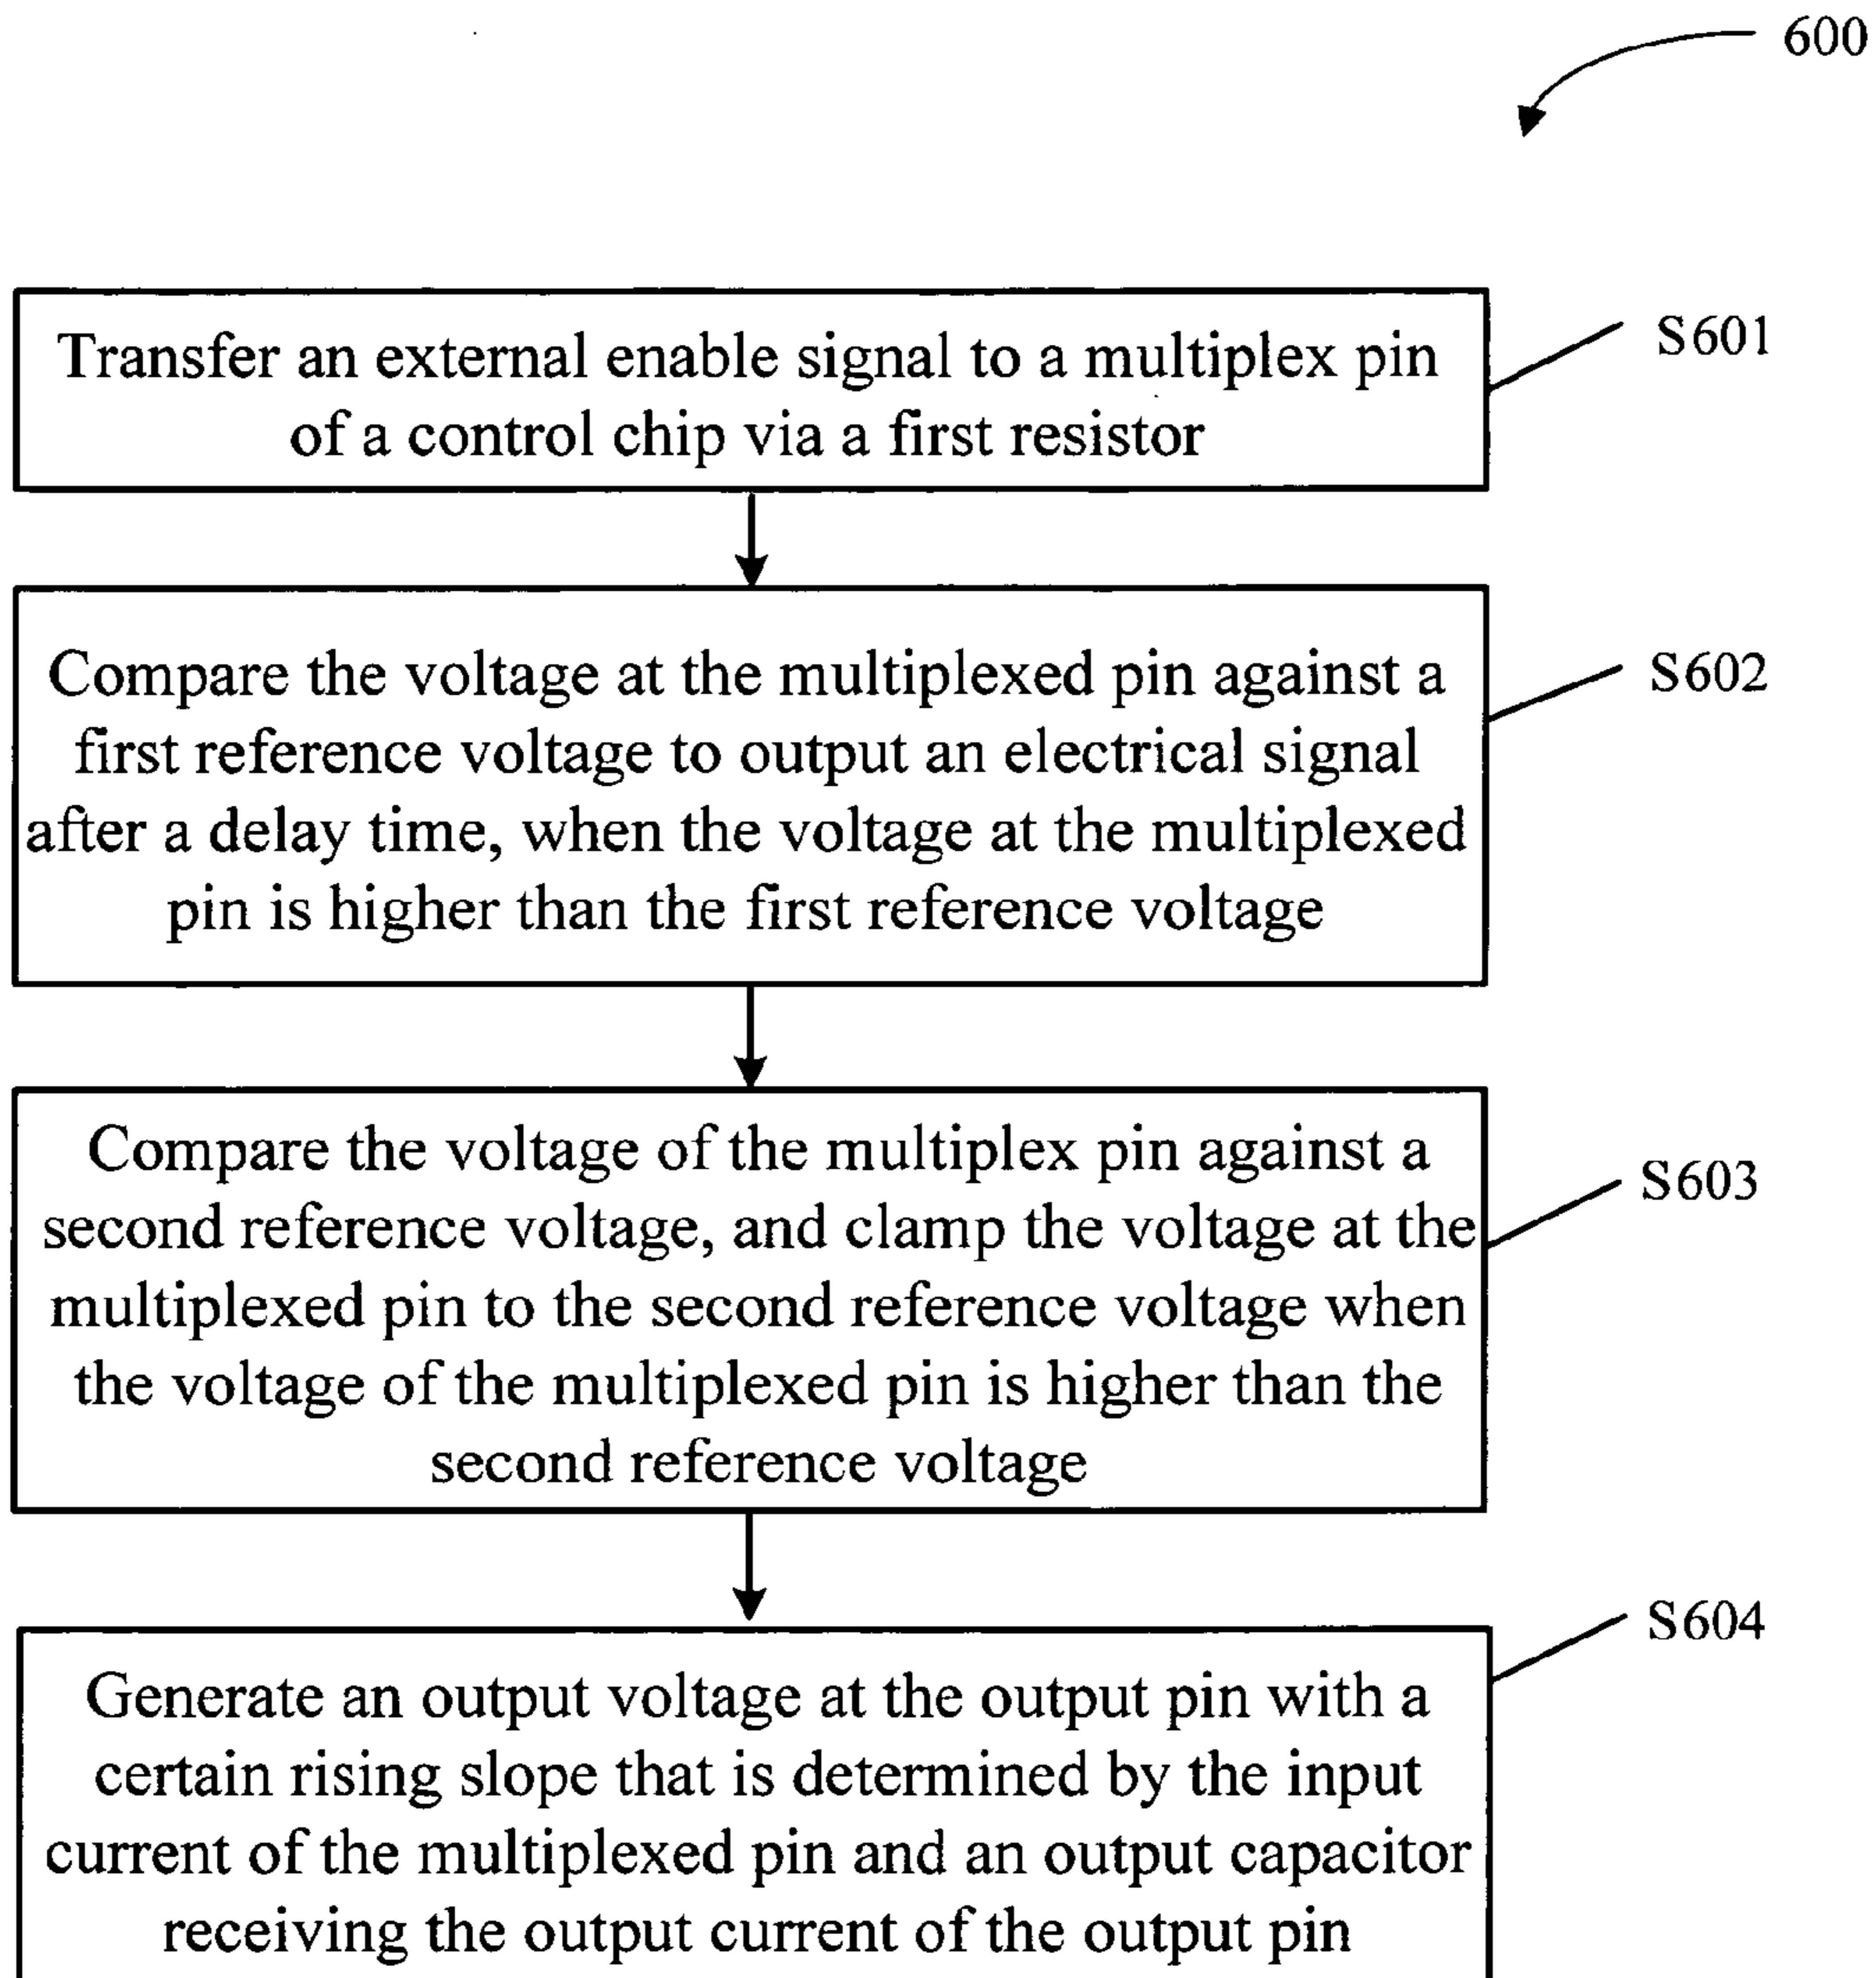 600
Transfer an external enable signal to a multiplex pin
of a control chip via a first resistor
S601
Compare the voltage at the multiplexed pin against a
first reference voltage to output an electrical signal
after a delay time, when the voltage at the multiplexed
pin is higher than the first reference voltage
S602
Compare the voltage of the multiplex pin against a
second reference voltage, and clamp the voltage at the
multiplexed pin to the second reference voltage when
the voltage of the multiplexed pin is higher than the
second reference voltage
S603
Generate an output voltage at the output pin with a
certain rising slope that is determined by the input
current of the multiplexed pin and an output capacitor
receiving the output current of the output pin
S604